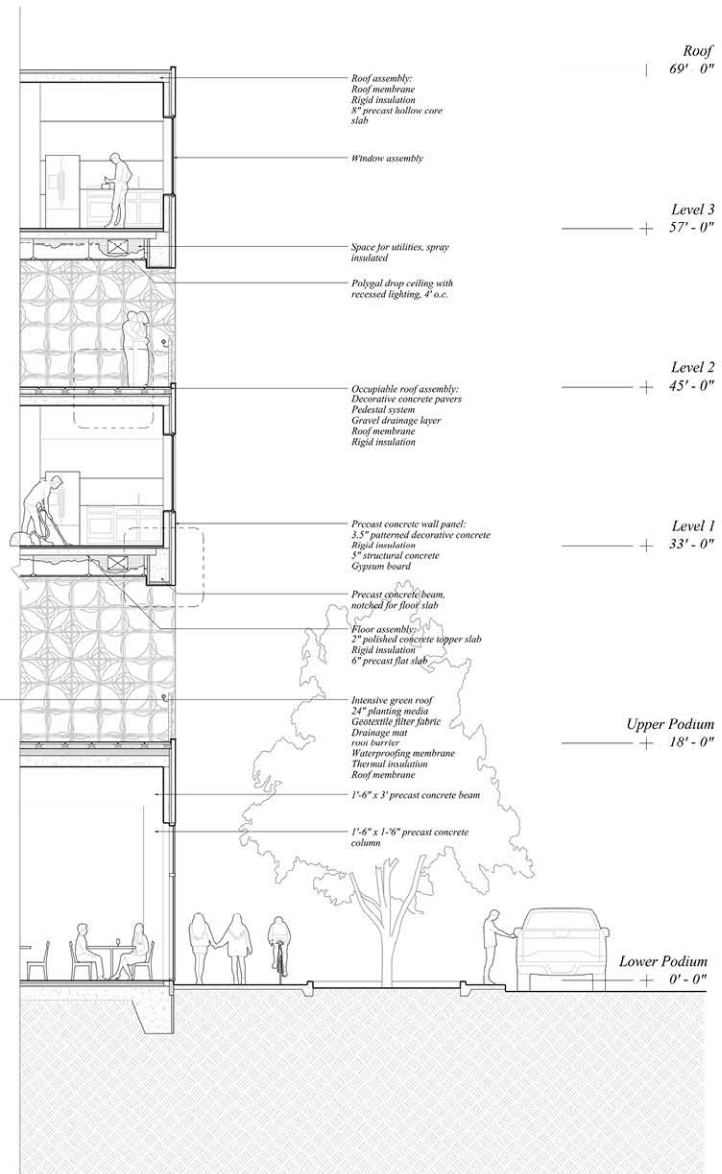 Roof
69' - 0"
Roof assembly:
Roof membrane
Rigid insulation
8" precast hollow core
slab
Window assembly
Level 3
57' - 0"
Space for utilities, spray
insulated
Polygal drop ceiling with
recessed lighting, 4' o.c.
Level 2
45' - 0"
Occupiable roof assembly:
Decorative concrete pavers
Pedestal system
Gravel drainage layer
Roof membrane
Rigid insulation
Level 1
33' - 0"
Precast concrete wall panel:
3.5" patterned decorative concrete
Rigid insulation
5" structural concrete
Gypsum board
Precast concrete beam,
notched for floor slab
Floor assembly:
2" polished concrete topper slab
Rigid insulation
6" precast flat slab
Intensive green roof
24" planting media
Geotextile filter fabric
Drainage mat
root barrier
Waterproofing membrane
Thermal insulation
Roof membrane
Upper Podium
18' - 0"
1'-6" x 3' precast concrete beam
1'-6" x 1-'6" precast concrete
column
Lower Podium
0' - 0"